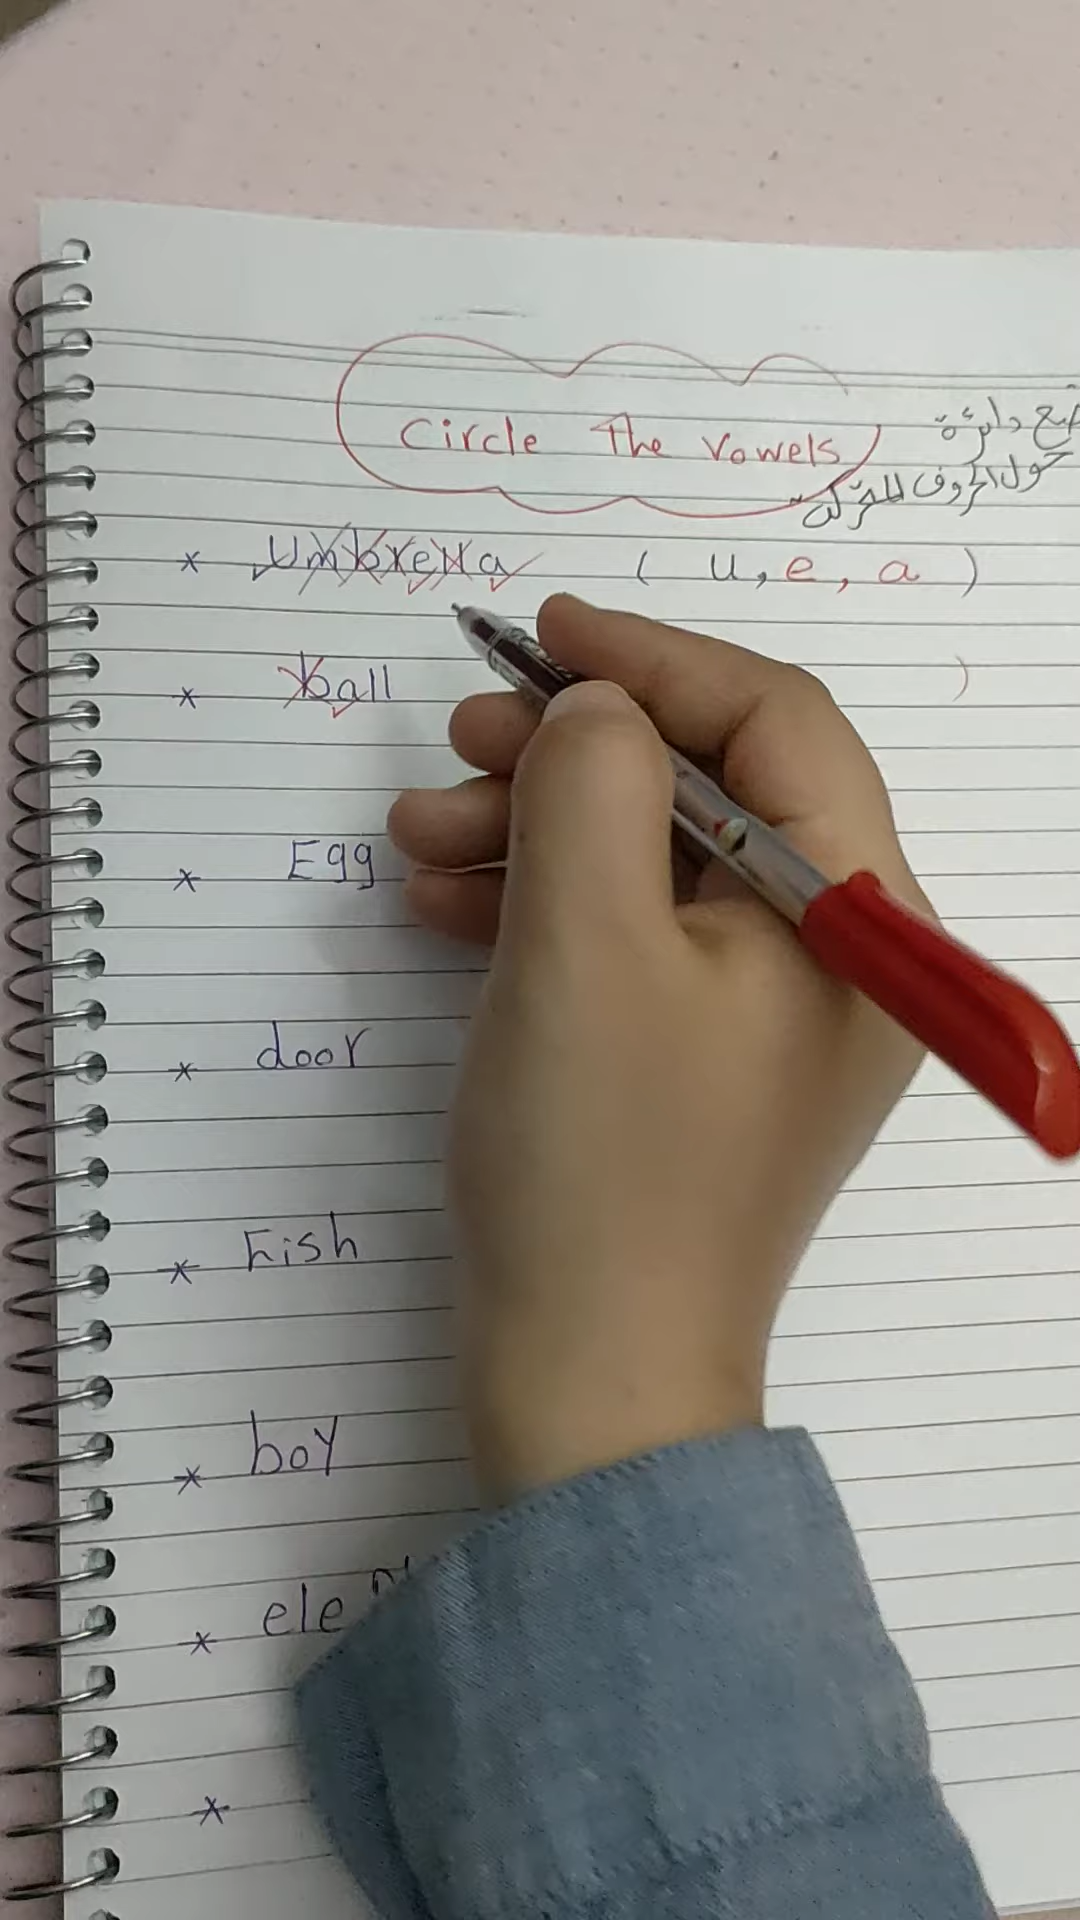 Circle The Vowels
ضع دائرة
حول الحروف المتحركة
* Umbrella ( u, e, a )
* ball )
* Egg
* door
* Fish
* boy
* ele
*